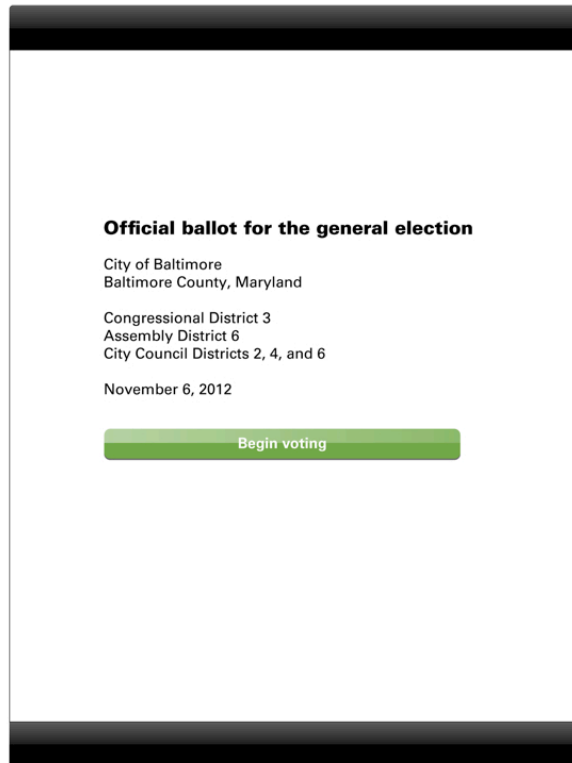 Official ballot for the general election
City of Baltimore
Baltimore County, Maryland
Congressional District 3
Assembly District 6
City Council Districts 2, 4, and 6
November 6, 2012
Begin voting